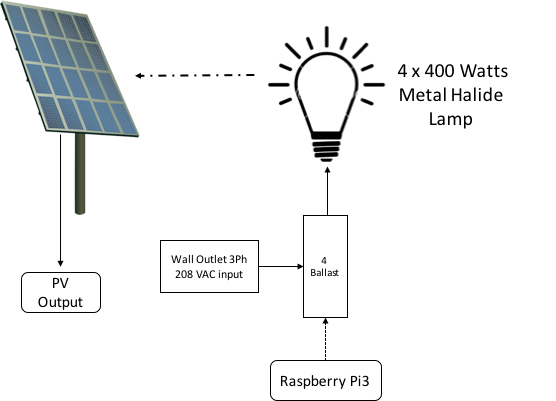 4 x 400 Watts
Metal Halide
Lamp
Wall Outlet 3Ph
208 VAC input
4
Ballast
PV
Output
Raspberry Pi3